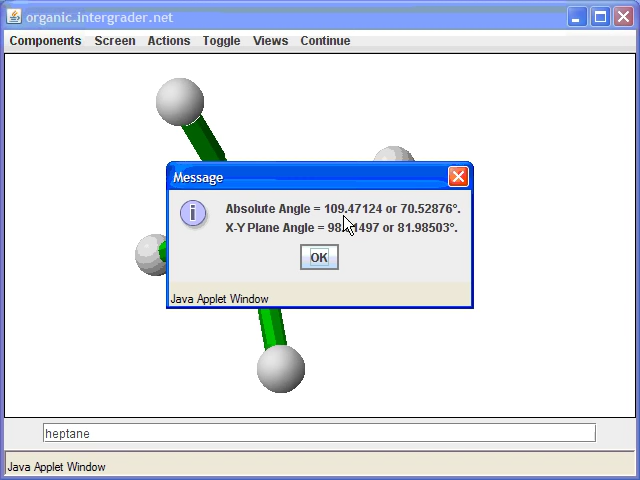 organic.intergrader.net
Components Screen Actions Toggle Views Continue
Message
Absolute Angle = 109.47124 or 70.52876°.
X-Y Plane Angle = or 81.98503°.
OK
Java Applet Window
heptane
Java Applet Window